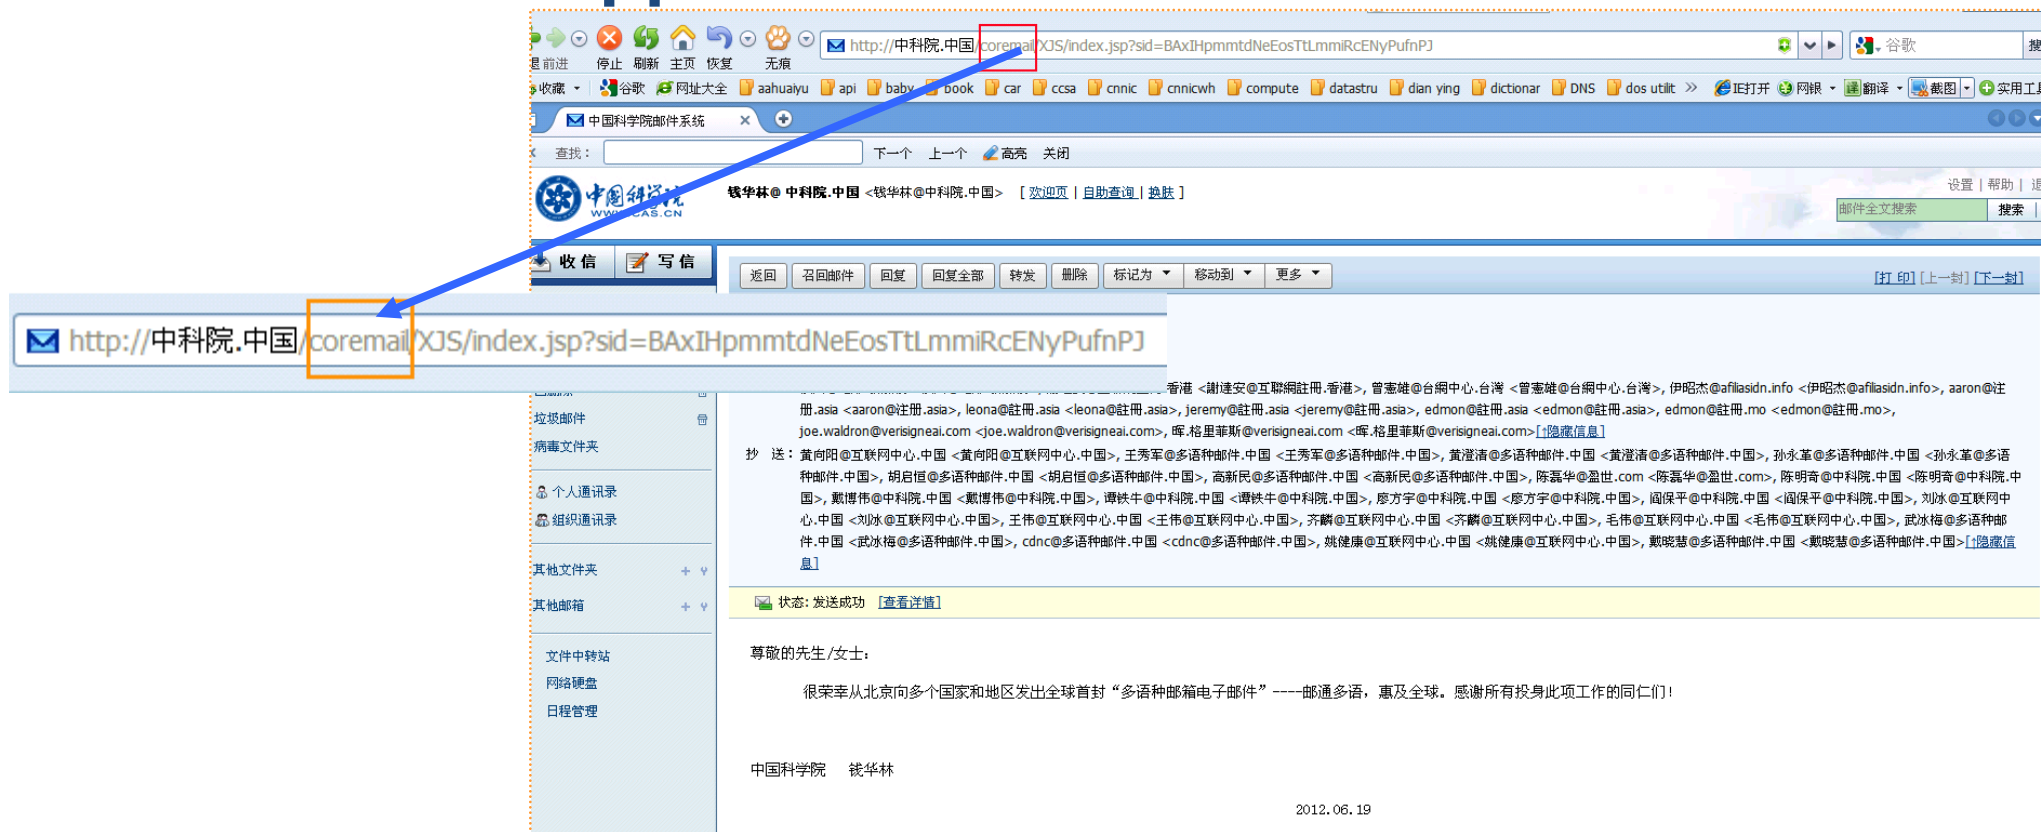 http://中科院.中国/coremail/XJS/index.jsp?sid=BAxIHpmmtdNeEosTtLmmiRcENyPufnPJ
谷歌
搜
退前进 停止 刷新 主页 恢复 无痕
收藏 谷歌 网址大全 aahuaiyu api baby book car ccsa cnnic cnnicwh compute datastru dian ying dictionar DNS dos utilit » IE打开 网银 翻译 截图 实用工具
中国科学院邮件系统
查找: 下一个 上一个 高亮 关闭
中国科学院
WWW.CAS.CN
钱华林@ 中科院.中国 <钱华林@中科院.中国> [ 欢迎页 | 自助查询 | 换肤 ]
设置 | 帮助 | 退
邮件全文搜索 搜索
收信 写信
返回 召回邮件 回复 回复全部 转发 删除 标记为 移动到 更多
[打 印] [上一封] [下一封]
http://中科院.中国/coremail/XJS/index.jsp?sid=BAxIHpmmtdNeEosTtLmmiRcENyPufnPJ
香港 <謝達安@互聯網註冊.香港>, 曾憲雄@台網中心.台灣 <曾憲雄@台網中心.台灣>, 伊昭杰@afiliasidn.info <伊昭杰@afiliasidn.info>, aaron@注
册.asia <aaron@注册.asia>, leona@註冊.asia <leona@註冊.asia>, jeremy@註冊.asia <jeremy@註冊.asia>, edmon@註冊.asia <edmon@註冊.asia>, edmon@註冊.mo <edmon@註冊.mo>,
joe.waldron@verisigneai.com <joe.waldron@verisigneai.com>, 晖.格里菲斯@verisigneai.com <晖.格里菲斯@verisigneai.com>[↑隐藏信息]
抄 送: 黄向阳@互联网中心.中国 <黄向阳@互联网中心.中国>, 王秀军@多语种邮件.中国 <王秀军@多语种邮件.中国>, 黄澄清@多语种邮件.中国 <黄澄清@多语种邮件.中国>, 孙永革@多语种邮件.中国 <孙永革@多语
种邮件.中国>, 胡启恒@多语种邮件.中国 <胡启恒@多语种邮件.中国>, 高新民@多语种邮件.中国 <高新民@多语种邮件.中国>, 陈磊华@盈世.com <陈磊华@盈世.com>, 陈明奇@中科院.中国 <陈明奇@中科院.中
国>, 戴博伟@中科院.中国 <戴博伟@中科院.中国>, 谭铁牛@中科院.中国 <谭铁牛@中科院.中国>, 廖方宇@中科院.中国 <廖方宇@中科院.中国>, 阎保平@中科院.中国 <阎保平@中科院.中国>, 刘冰@互联网中
心.中国 <刘冰@互联网中心.中国>, 王伟@互联网中心.中国 <王伟@互联网中心.中国>, 齐麟@互联网中心.中国 <齐麟@互联网中心.中国>, 毛伟@互联网中心.中国 <毛伟@互联网中心.中国>, 武冰梅@多语种邮
件.中国 <武冰梅@多语种邮件.中国>, cdnc@多语种邮件.中国 <cdnc@多语种邮件.中国>, 姚健康@互联网中心.中国 <姚健康@互联网中心.中国>, 戴晓慧@多语种邮件.中国 <戴晓慧@多语种邮件.中国>[↑隐藏信
息]
垃圾邮件
病毒文件夹
个人通讯录
组织通讯录
其他文件夹
其他邮箱
文件中转站
网络硬盘
日程管理
状态: 发送成功 [查看详情]
尊敬的先生/女士:
很荣幸从北京向多个国家和地区发出全球首封“多语种邮箱电子邮件”----邮通多语，惠及全球。感谢所有投身此项工作的同仁们!
中国科学院 钱华林
2012.06.19